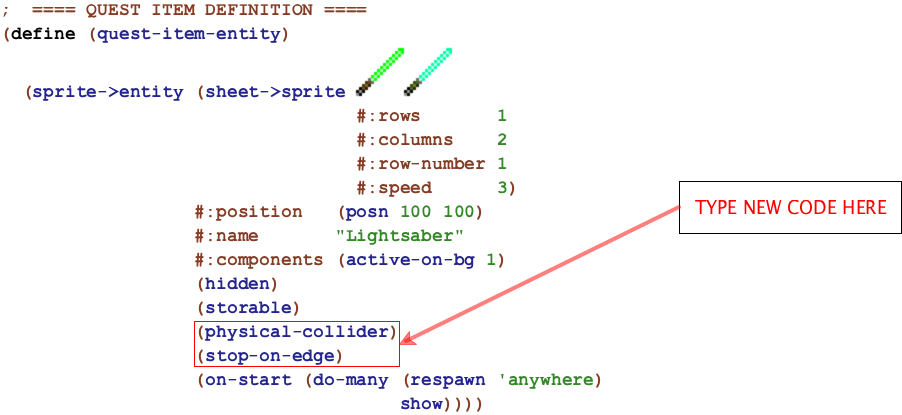 ; ==== QUEST ITEM DEFINITION ====
(define (quest-item-entity)
(sprite->entity (sheet->sprite
#:rows 1
#:columns 2
#:row-number 1
#:speed 3)
#:position (posn 100 100)
#:name "Lightsaber"
#:components (active-on-bg 1)
(hidden)
(storable)
(physical-collider)
(stop-on-edge)
(on-start (do-many (respawn 'anywhere)
show))))
TYPE NEW CODE HERE